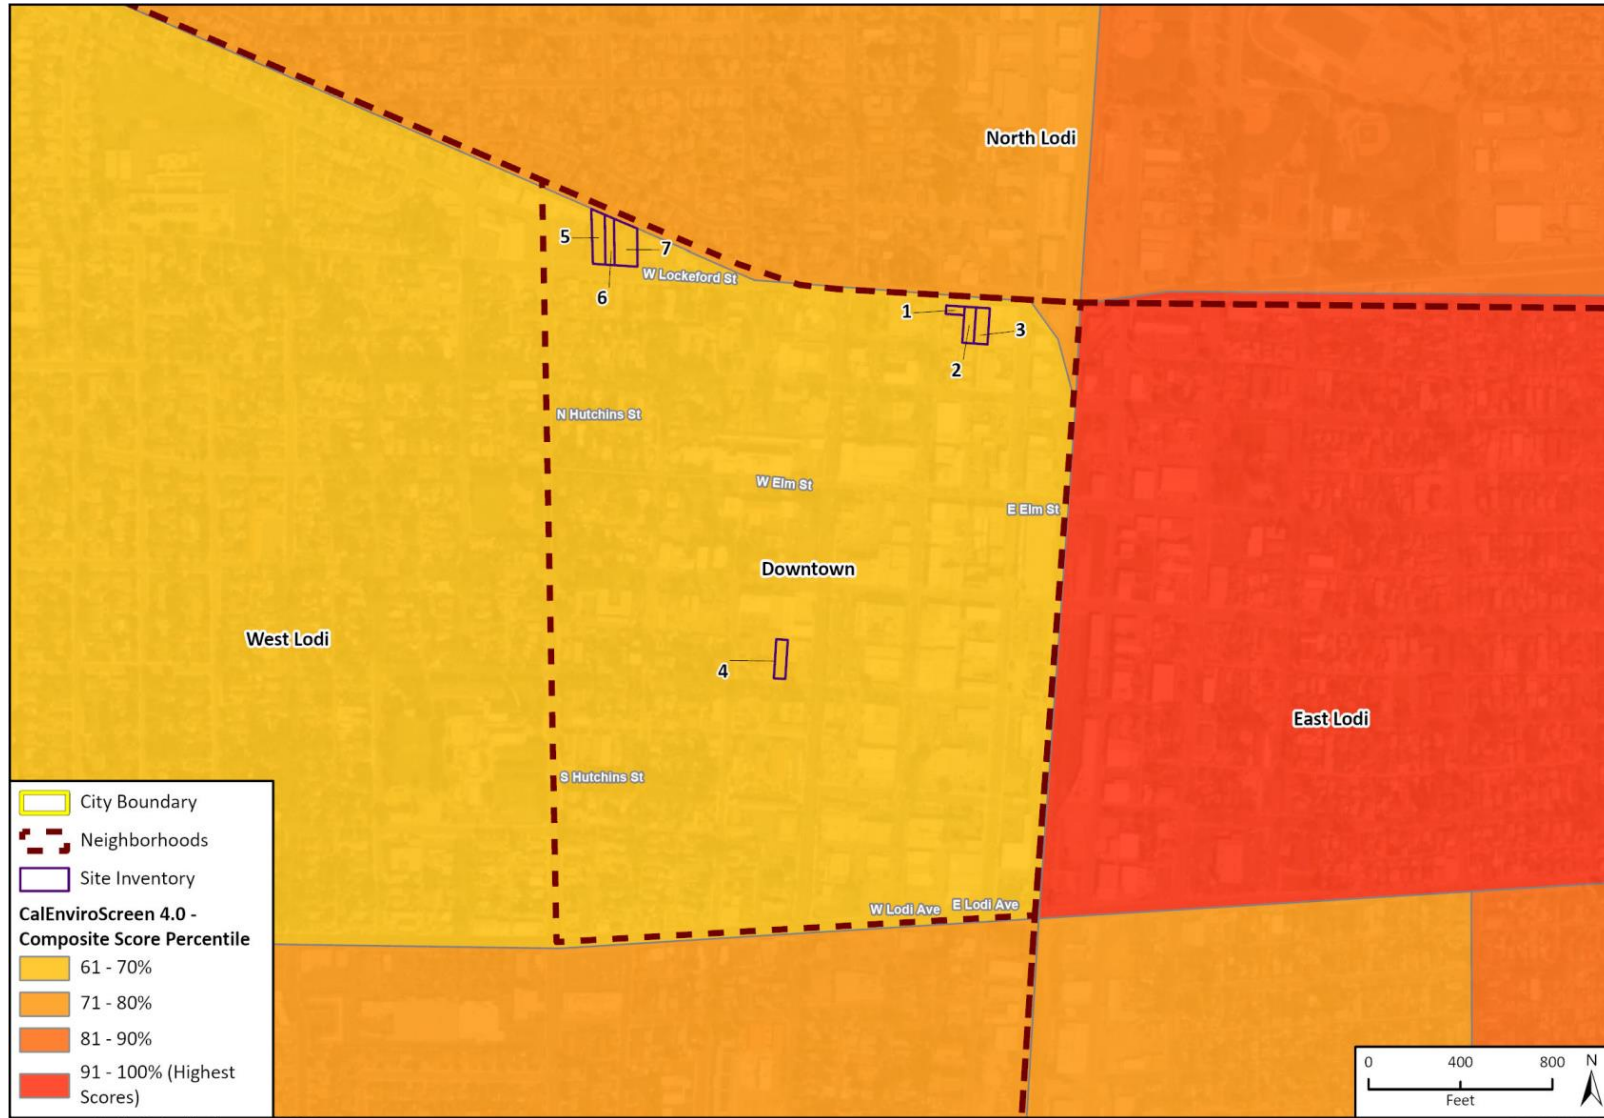 North Lodi
5
7
W Lockeford St
6
1
3
2
N Hutchins St
W Elm St
E Elm St
Downtown
West Lodi
4
East Lodi
S Hutchins St
W Lodi Ave
E Lodi Ave
City Boundary
Neighborhoods
Site Inventory
CalEnviroScreen 4.0 -
Composite Score Percentile
61 - 70%
71 - 80%
81 - 90%
91 - 100% (Highest
Scores)
0 400 800
Feet
N